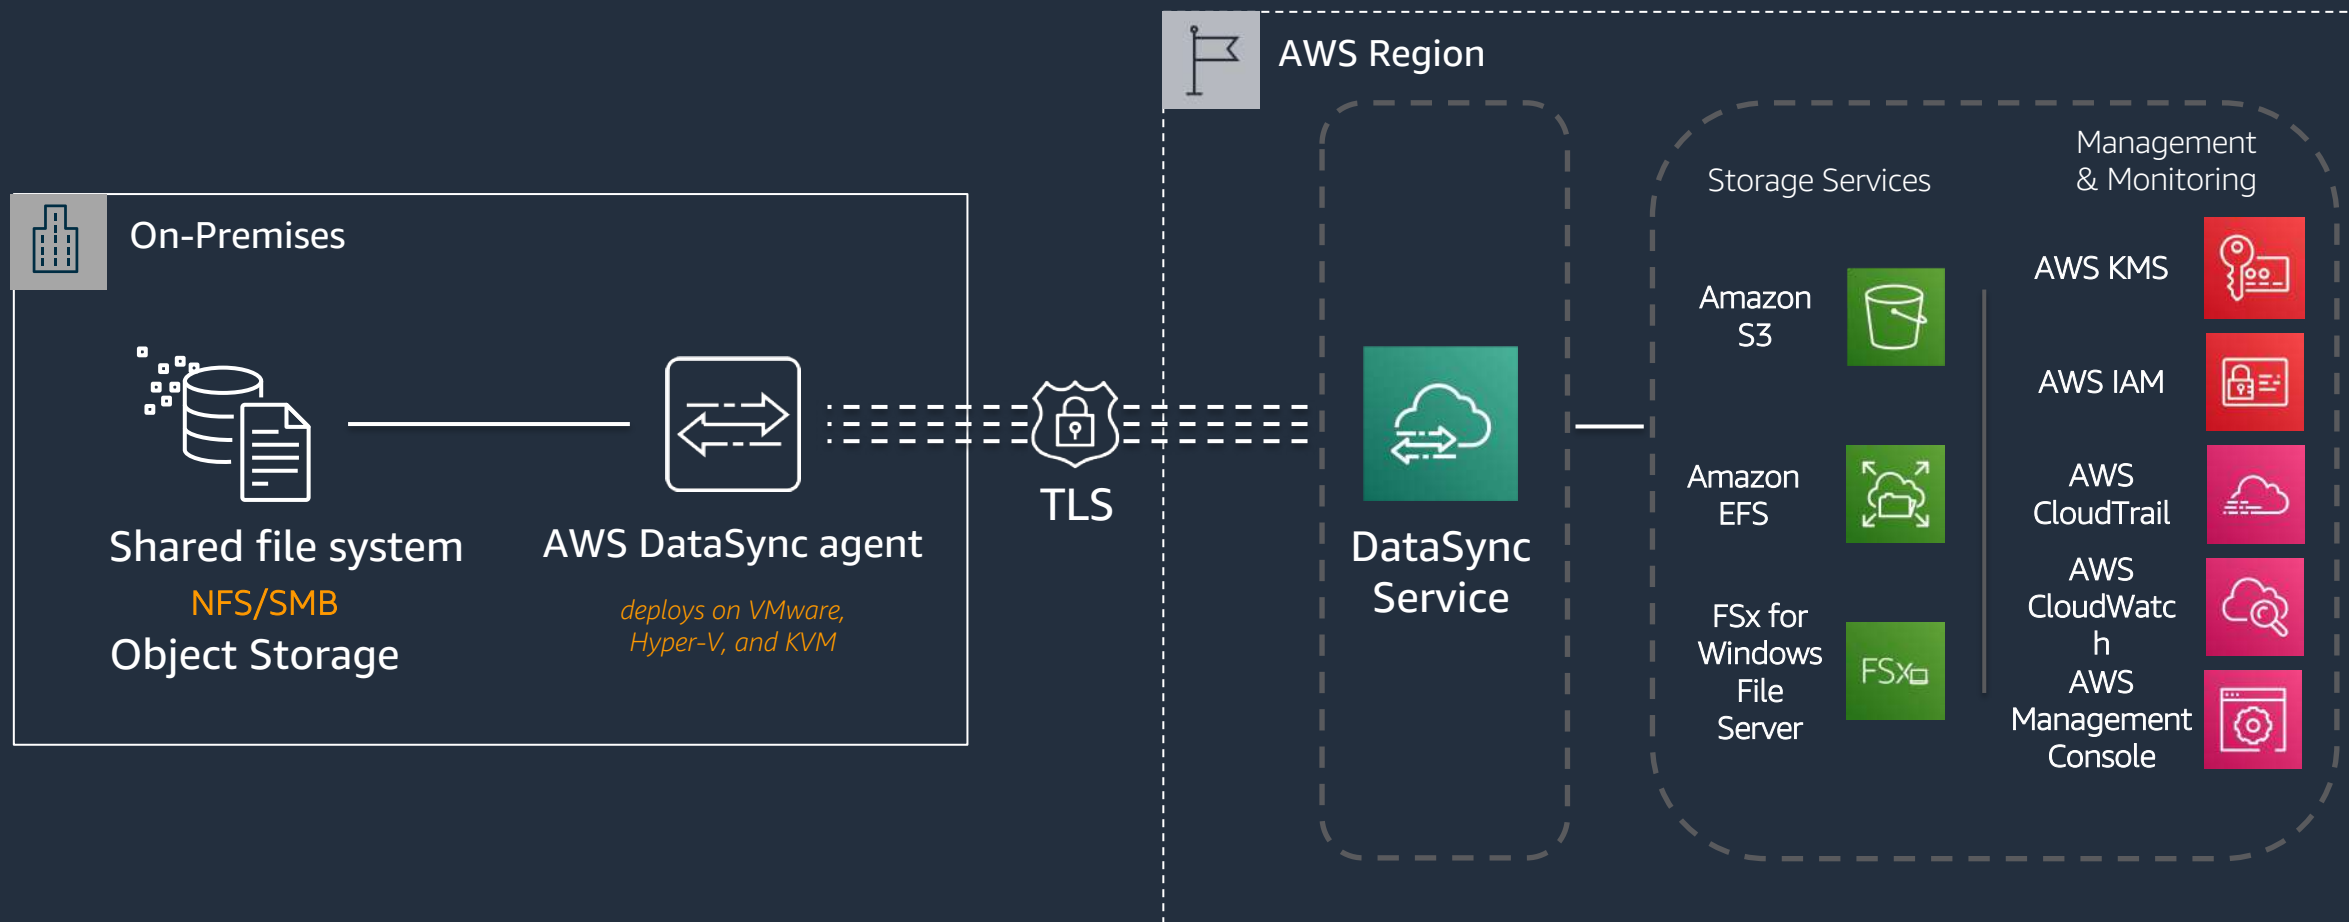 AWS Region
On-Premises
Shared file system
NFS/SMB
Object Storage
AWS DataSync agent
deploys on VMware,
Hyper-V, and KVM
TLS
DataSync
Service
Storage Services
Amazon
S3
Amazon
EFS
FSx for
Windows
File
Server
FSx
Management
& Monitoring
AWS KMS
AWS IAM
AWS
CloudTrail
AWS
CloudWatc
h
AWS
Management
Console